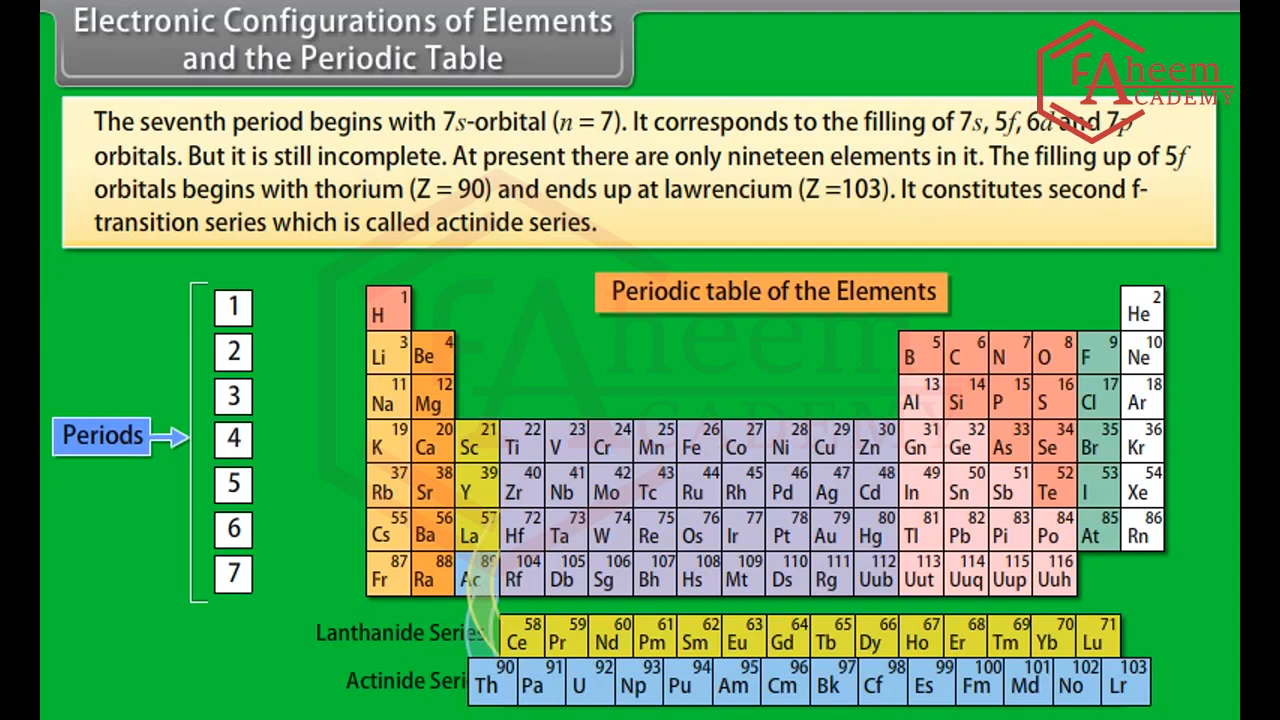 Electronic Configurations of Elements
and the Periodic Table
Faheem
ACADEMY
The seventh period begins with 7s-orbital (n = 7). It corresponds to the filling of 7s, 5f, 6d and 7p
orbitals. But it is still incomplete. At present there are only nineteen elements in it. The filling up of 5f
orbitals begins with thorium (Z = 90) and ends up at lawrencium (Z =103). It constitutes second f-
transition series which is called actinide series.
Periodic table of the Elements
Faheem
ACADEMY
Periods
1
2
3
4
5
6
7
1 2
H He
3 4 5 6 7 8 9 10
Li Be B C N O F Ne
11 12 13 14 15 16 17 18
Na Mg Al Si P S Cl Ar
19 20 21 22 23 24 25 26 27 28 29 30 31 32 33 34 35 36
K Ca Sc Ti V Cr Mn Fe Co Ni Cu Zn Gn Ge As Se Br Kr
37 38 39 40 41 42 43 44 45 46 47 48 49 50 51 52 53 54
Rb Sr Y Zr Nb Mo Tc Ru Rh Pd Ag Cd In Sn Sb Te I Xe
55 56 57 72 73 74 75 76 77 78 79 80 81 82 83 84 85 86
Cs Ba La Hf Ta W Re Os Ir Pt Au Hg Tl Pb Pi Po At Rn
87 88 89 104 105 106 107 108 109 110 111 112 113 114 115 116
Fr Ra Ac Rf Db Sg Bh Hs Mt Ds Rg Uub Uut Uuq Uup Uuh
58 59 60 61 62 63 64 65 66 67 68 69 70 71
Lanthanide Series Ce Pr Nd Pm Sm Eu Gd Tb Dy Ho Er Tm Yb Lu
90 91 92 93 94 95 96 97 98 99 100 101 102 103
Actinide Seri Th Pa U Np Pu Am Cm Bk Cf Es Fm Md No Lr